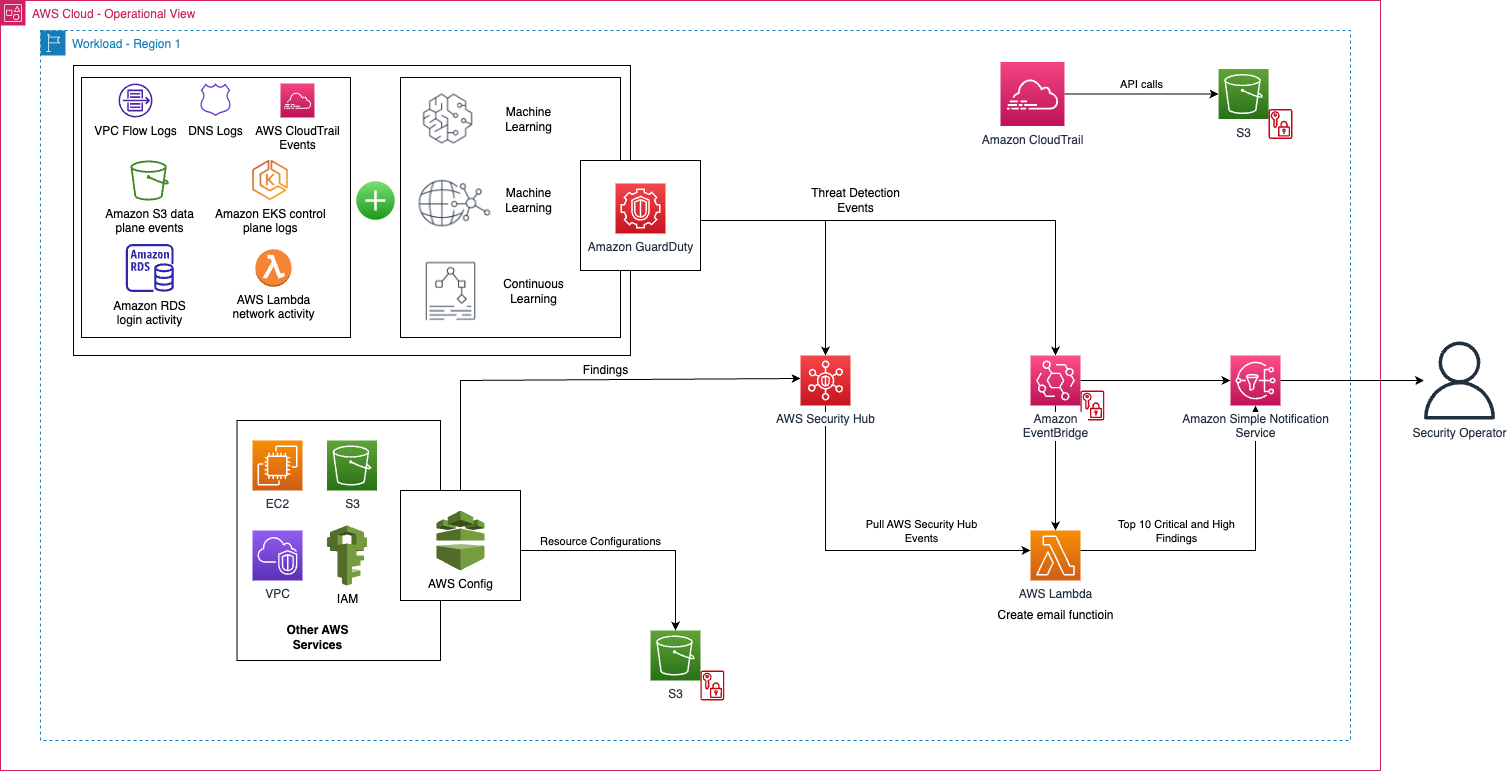 AWS Cloud - Operational View
Workload - Region 1
VPC Flow Logs
DNS Logs
AWS CloudTrail
Events
Amazon S3 data
plane events
Amazon EKS control
plane logs
Amazon
RDS
Amazon RDS
login activity
AWS Lambda
network activity
Machine
Learning
Machine
Learning
Continuous
Learning
Amazon GuardDuty
Threat Detection
Events
Amazon CloudTrail
API calls
S3
Findings
AWS Security Hub
Amazon
EventBridge
Amazon Simple Notification
Service
Security Operator
EC2
S3
VPC
IAM
Other AWS
Services
AWS Config
Resource Configurations
S3
Pull AWS Security Hub
Events
Top 10 Critical and High
Findings
AWS Lambda
Create email functioin